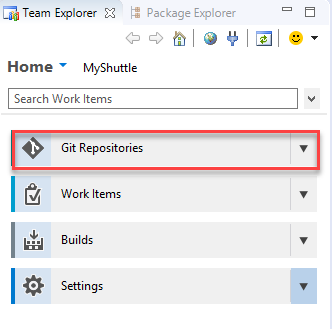 Team Explorer Package Explorer
Home MyShuttle
Search Work Items
Git Repositories
Work Items
Builds
Settings